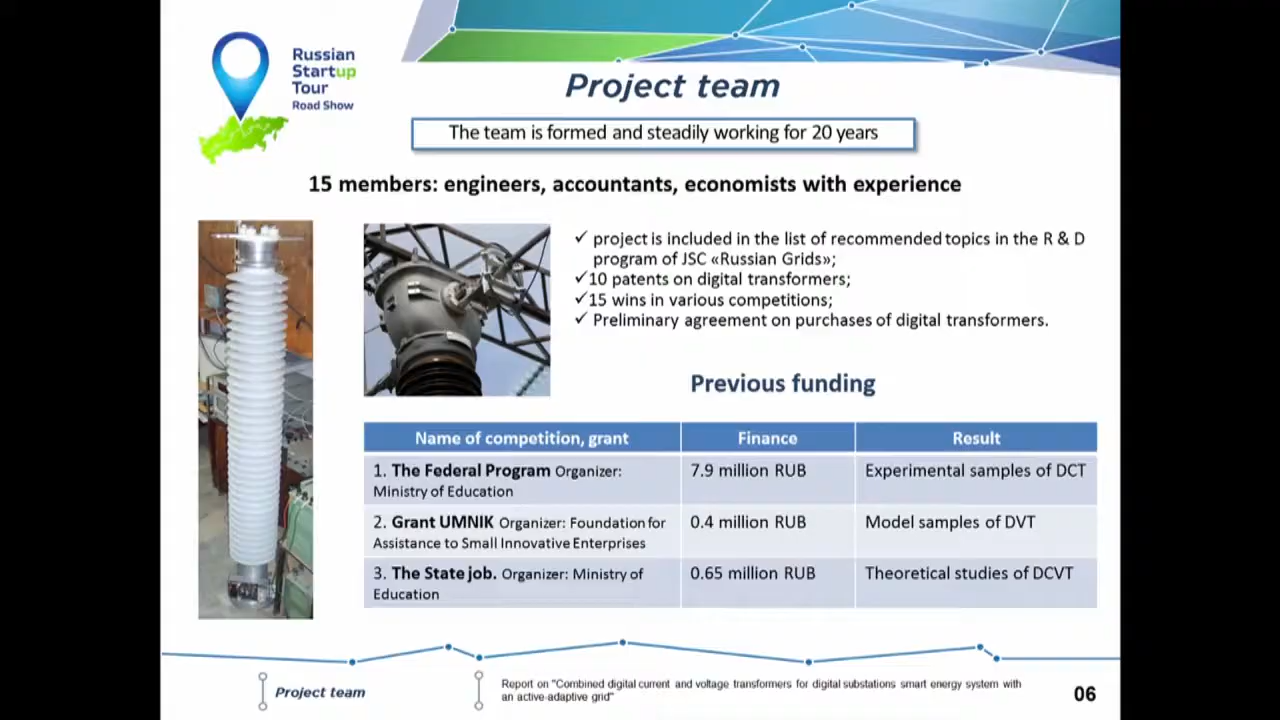 Russian
Startup
Tour
Road Show
Project team
The team is formed and steadily working for 20 years
15 members: engineers, accountants, economists with experience
✓ project is included in the list of recommended topics in the R & D
program of JSC «Russian Grids»;
✓10 patents on digital transformers;
✓15 wins in various competitions;
✓ Preliminary agreement on purchases of digital transformers.
Previous funding
Name of competition, grant Finance Result
1. The Federal Program Organizer: 7.9 million RUB Experimental samples of DCT
Ministry of Education
2. Grant UMNIK Organizer: Foundation for 0.4 million RUB Model samples of DVT
Assistance to Small Innovative Enterprises
3. The State job. Organizer: Ministry of 0.65 million RUB Theoretical studies of DCVT
Education
Project team
Report on "Combined digital current and voltage transformers for digital substations smart energy system with
an active-adaptive grid"
06